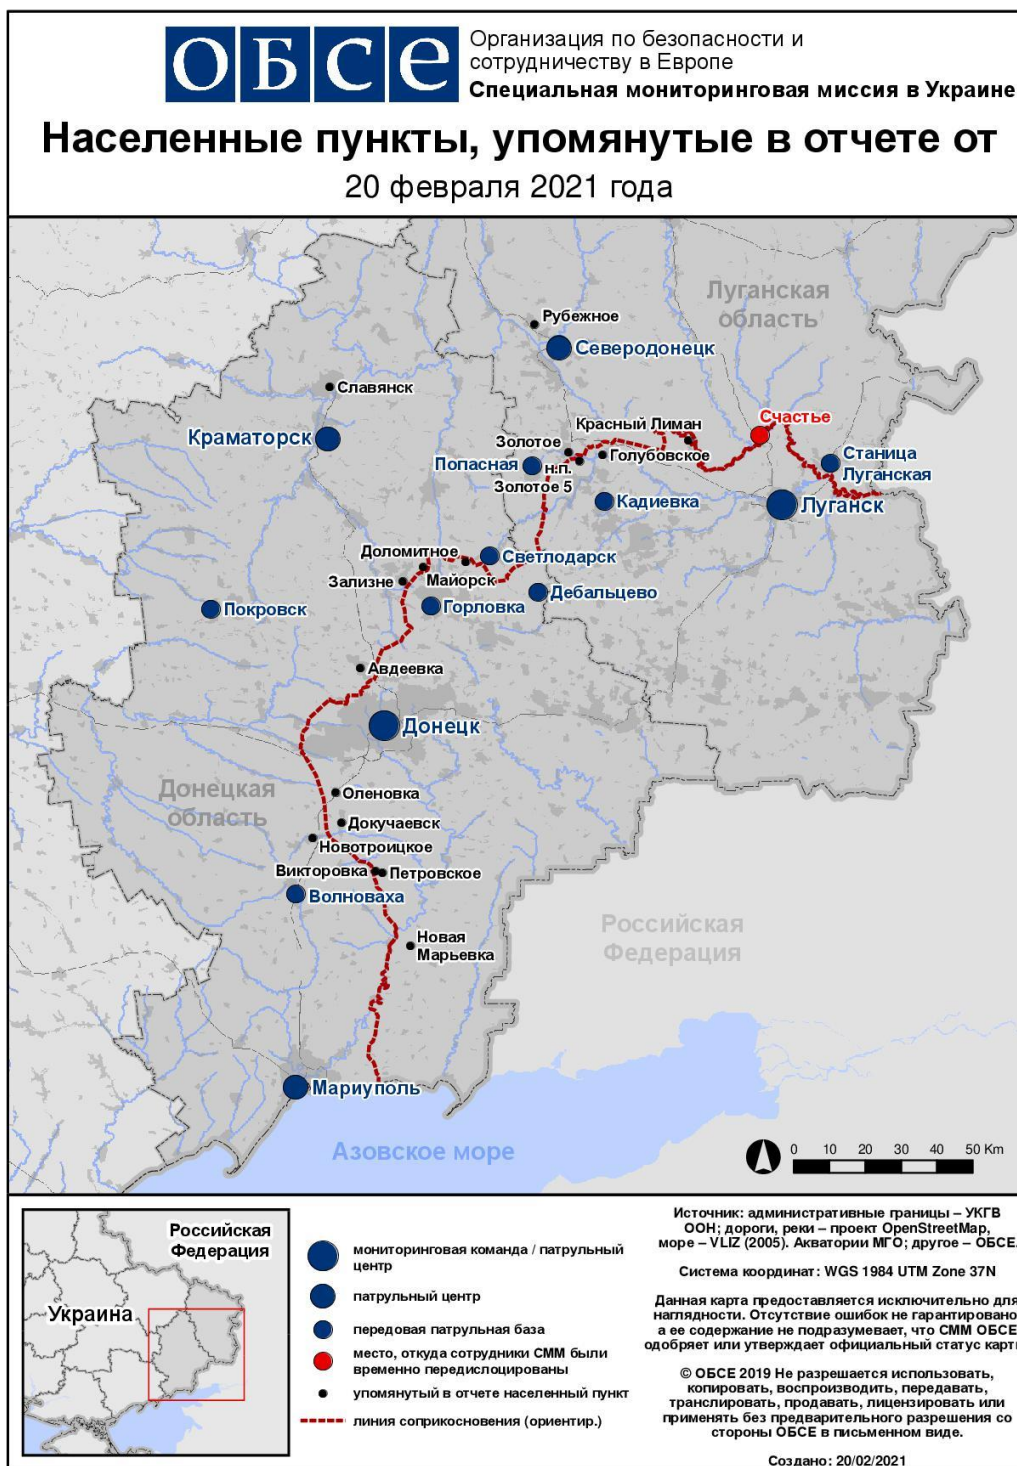 ОБСЕ
Организация по безопасности и
сотрудничеству в Европе
Специальная мониторинговая миссия в Украине
Населенные пункты, упомянутые в отчете от
20 февраля 2021 года
Луганская
область
Рубежное
Северодонецк
Славянск
Краматорск
Счастье
Красный Лиман
Золотое
Голубовское
Станица
Луганская
Попасная
н.п.
Золотое 5
Кадиевка
Луганск
Доломитное
Светлодарск
Зализне
Майорск
Дебальцево
Покровск
Горловка
Авдеевка
Донецк
Донецкая
область
Оленовка
Докучаевск
Новотроицкое
Викторовка
Петровское
Волноваха
Российская
Федерация
Новая
Марьевка
Мариуполь
Азовское море
0 10 20 30 40 50 Km
Российская
Федерация
Украина
мониторинговая команда / патрульный
центр
патрульный центр
передовая патрульная база
место, откуда сотрудники СММ были
временно передислоцированы
упомянутый в отчете населенный пункт
линия соприкосновения (ориентир.)
Источник: административные границы – УКГВ
ООН; дороги, реки – проект OpenStreetMap,
море – VLIZ (2005). Акватории МГО; другое – ОБСЕ.
Система координат: WGS 1984 UTM Zone 37N
Данная карта предоставляется исключительно для
наглядности. Отсутствие ошибок не гарантировано,
а ее содержание не подразумевает, что СММ ОБСЕ
одобряет или утверждает официальный статус карт
© ОБСЕ 2019 Не разрешается использовать,
копировать, воспроизводить, передавать,
транслировать, продавать, лицензировать или
применять без предварительного разрешения со
стороны ОБСЕ в письменном виде.
Создано: 20/02/2021